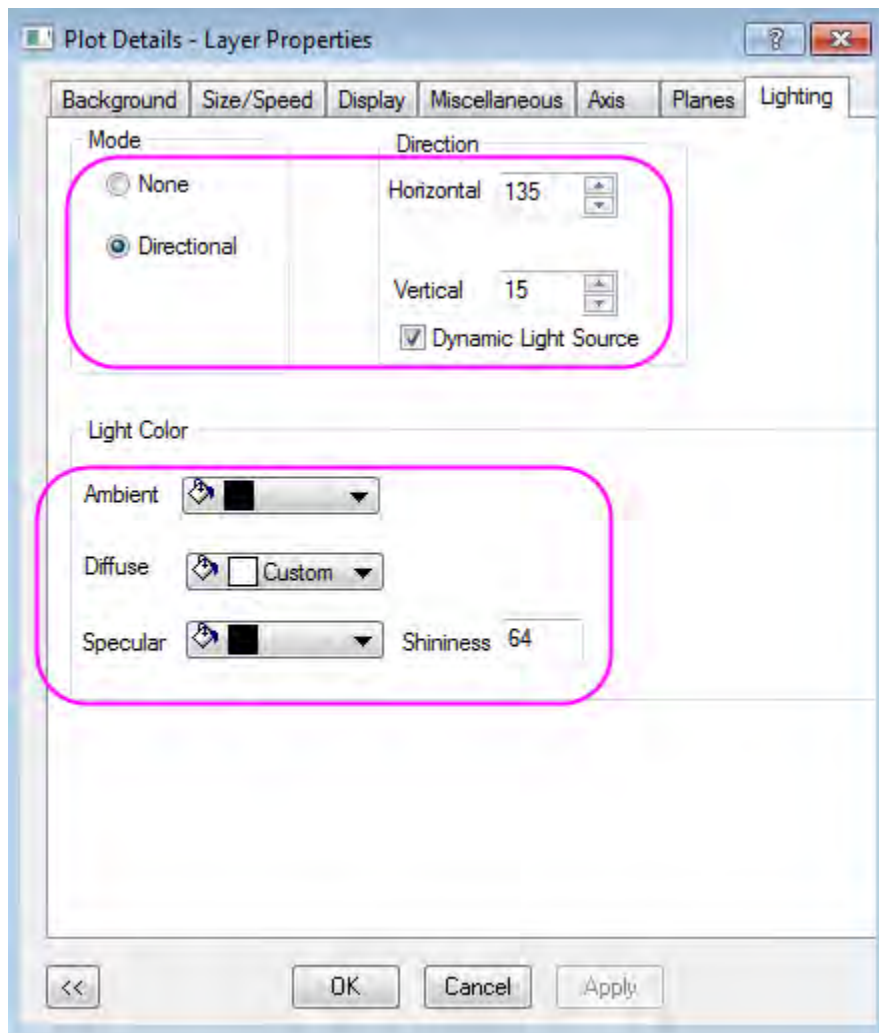 Plot Details - Layer Properties
Background Size/Speed Display Miscellaneous Axis Planes Lighting
Mode Direction
None Horizontal 135
Directional
Vertical 15
Dynamic Light Source
Light Color
Ambient
Diffuse Custom
Specular Shininess 64
<< OK Cancel Apply